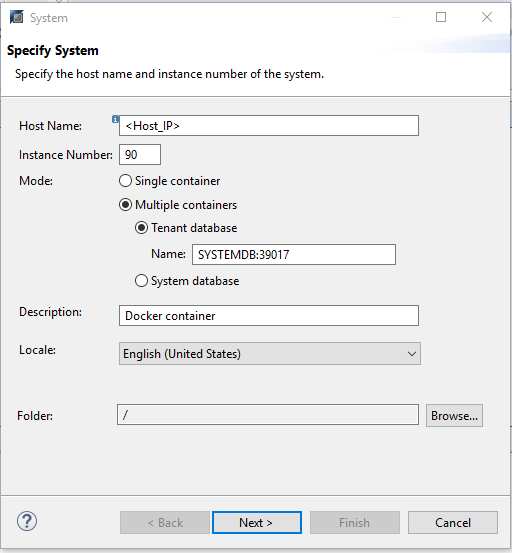 System
Specify System
Specify the host name and instance number of the system.
Host Name: <Host_IP>
Instance Number: 90
Mode: Single container
Multiple containers
Tenant database
Name: SYSTEMDB:39017
System database
Description: Docker container
Locale: English (United States)
Folder: / Browse...
? < Back Next > Finish Cancel